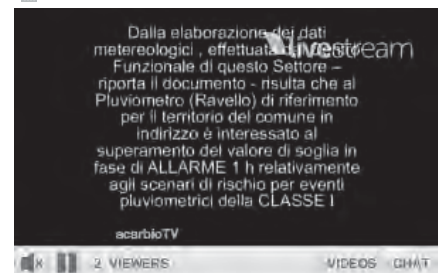 Dalla elaborazione dei dati
metereologici , effettuata dal Centro
livestream
Funzionale di questo Settore –
riporta il documento - risulta che al
Pluviometro (Ravello) di riferimento
per il territorio del comune in
indirizzo è interessato al
superamento del valore di soglia in
fase di ALLARME 1 h relativamente
agli scenari di rischio per eventi
pluviometrici della CLASSE I
acarbioTV
2 VIEWERS VIDEOS CHAT